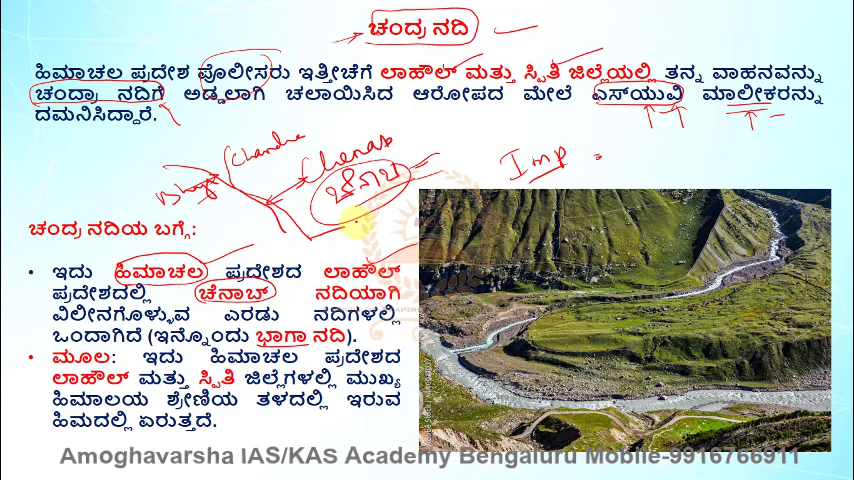 ಚಂದ್ರ ನದಿ
ಹಿಮಾಚಲ ಪ್ರದೇಶ ಪೊಲೀಸರು ಇತ್ತೀಚೆಗೆ ಲಾಹೌಲ್ ಮತ್ತು ಸ್ಪಿತಿ ಜಿಲ್ಲೆಯಲ್ಲಿ ತನ್ನ ವಾಹನವನ್ನು
ಚಂದ್ರಾ ನದಿಗೆ ಅಡ್ಡಲಾಗಿ ಚಲಾಯಿಸಿದ ಆರೋಪದ ಮೇಲೆ ಎಸ್‌ಯುವಿ ಮಾಲೀಕರನ್ನು
ದಮನಿಸಿದ್ದಾರೆ.
Chandra
Chenab
Bhaga
ಚೆನಾಬ
Imp :
ಚಂದ್ರ ನದಿಯ ಬಗ್ಗೆ:
• ಇದು ಹಿಮಾಚಲ ಪ್ರದೇಶದ ಲಾಹೌಲ್
ಪ್ರದೇಶದಲ್ಲಿ ಚೆನಾಬ್ ನದಿಯಾಗಿ
ವಿಲೀನಗೊಳ್ಳುವ ಎರಡು ನದಿಗಳಲ್ಲಿ
ಒಂದಾಗಿದೆ (ಇನ್ನೊಂದು ಭಾಗಾ ನದಿ).
• ಮೂಲ: ಇದು ಹಿಮಾಚಲ ಪ್ರದೇಶದ
ಲಾಹೌಲ್ ಮತ್ತು ಸ್ಪಿತಿ ಜಿಲ್ಲೆಗಳಲ್ಲಿ ಮುಖ್ಯ
ಹಿಮಾಲಯ ಶ್ರೇಣಿಯ ತಳದಲ್ಲಿ ಇರುವ
ಹಿಮದಲ್ಲಿ ಏರುತ್ತದೆ.
Amoghavarsha IAS/KAS Academy Bengaluru Mobile-9916766911